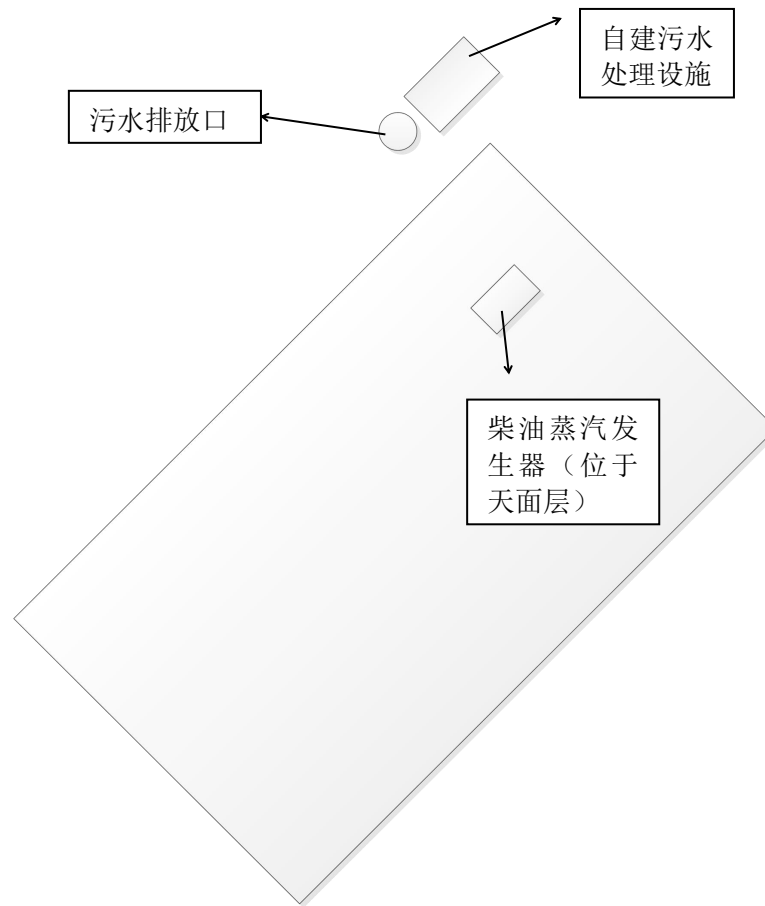 自建污水
处理设施
污水排放口
柴油蒸汽发
生器（位于
天面层）